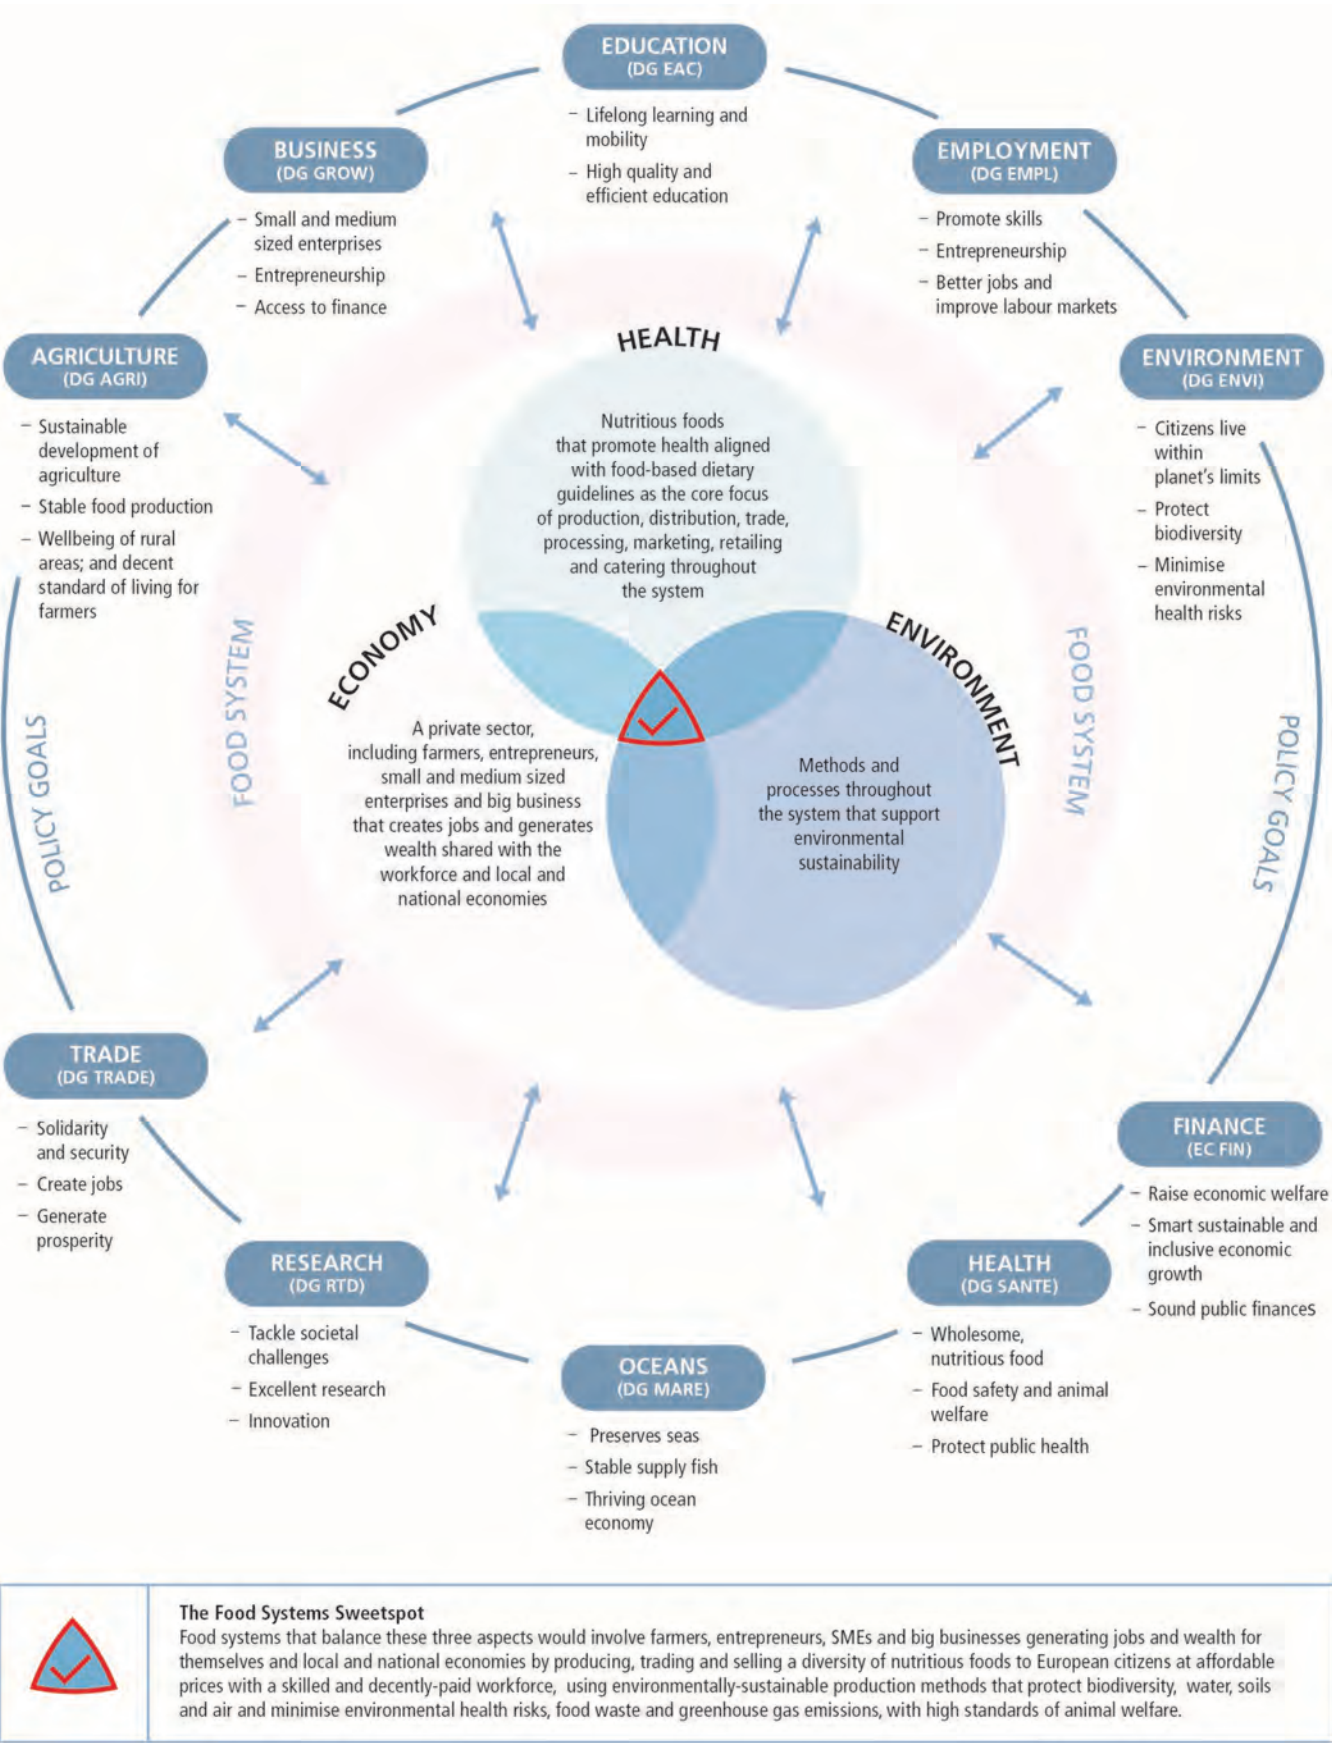 EDUCATION
(DG EAC)
– Lifelong learning and
mobility
– High quality and
efficient education
BUSINESS
(DG GROW)
– Small and medium
sized enterprises
– Entrepreneurship
– Access to finance
EMPLOYMENT
(DG EMPL)
– Promote skills
– Entrepreneurship
– Better jobs and
improve labour markets
AGRICULTURE
(DG AGRI)
– Sustainable
development of
agriculture
– Stable food production
– Wellbeing of rural
areas; and decent
standard of living for
farmers
ENVIRONMENT
(DG ENVI)
– Citizens live
within
planet's limits
– Protect
biodiversity
– Minimise
environmental
health risks
HEALTH
Nutritious foods
that promote health aligned
with food-based dietary
guidelines as the core focus
of production, distribution, trade,
processing, marketing, retailing
and catering throughout
the system
ECONOMY
A private sector,
including farmers, entrepreneurs,
small and medium sized
enterprises and big business
that creates jobs and generates
wealth shared with the
workforce and local and
national economies
ENVIRONMENT
Methods and
processes throughout
the system that support
environmental
sustainability
FOOD SYSTEM
FOOD SYSTEM
POLICY GOALS
POLICY GOALS
TRADE
(DG TRADE)
– Solidarity
and security
– Create jobs
– Generate
prosperity
FINANCE
(EC FIN)
– Raise economic welfare
– Smart sustainable and
inclusive economic
growth
– Sound public finances
RESEARCH
(DG RTD)
– Tackle societal
challenges
– Excellent research
– Innovation
HEALTH
(DG SANTE)
– Wholesome,
nutritious food
– Food safety and animal
welfare
– Protect public health
OCEANS
(DG MARE)
– Preserves seas
– Stable supply fish
– Thriving ocean
economy
The Food Systems Sweetspot
Food systems that balance these three aspects would involve farmers, entrepreneurs, SMEs and big businesses generating jobs and wealth for
themselves and local and national economies by producing, trading and selling a diversity of nutritious foods to European citizens at affordable
prices with a skilled and decently-paid workforce, using environmentally-sustainable production methods that protect biodiversity, water, soils
and air and minimise environmental health risks, food waste and greenhouse gas emissions, with high standards of animal welfare.